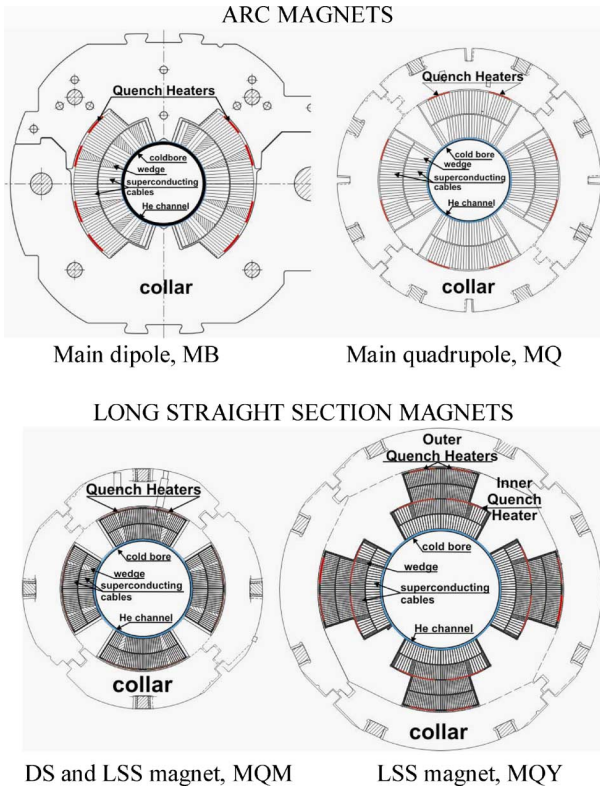 ARC MAGNETS
Quench Heaters
coldbore
wedge
superconducting
cables
He channel
collar
Main dipole, MB
Quench Heaters
cold bore
wedge
superconducting
cables
He channel
collar
Main quadrupole, MQ
LONG STRAIGHT SECTION MAGNETS
Quench Heaters
cold bore
wedge
superconducting
cables
He channel
collar
DS and LSS magnet, MQM
Outer
Quench Heaters
Inner
Quench
Heater
cold bore
wedge
superconducting
cables
He channel
collar
LSS magnet, MQY